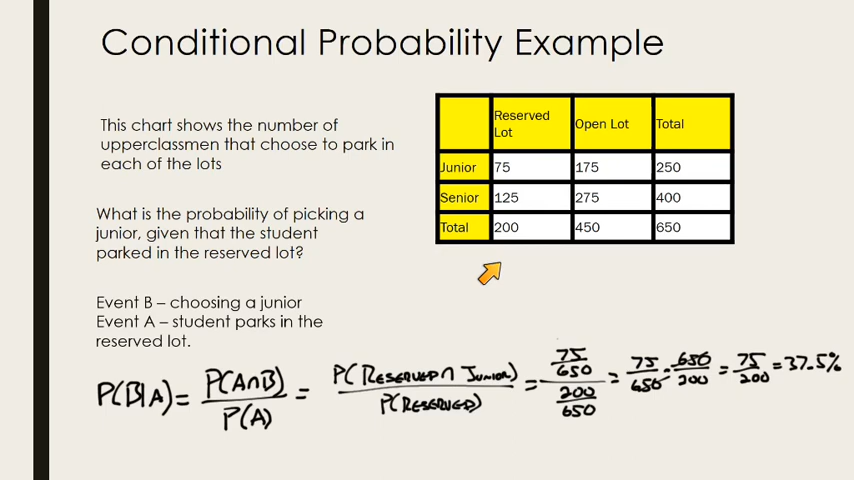 Conditional Probability Example
This chart shows the number of
upperclassmen that choose to park in
each of the lots
What is the probability of picking a
junior, given that the student
parked in the reserved lot?
Event B – choosing a junior
Event A – student parks in the
reserved lot.
Reserved Lot Open Lot Total
Junior 75 175 250
Senior 125 275 400
Total 200 450 650
P(B|A) = P(A∩B) / P(A) = P(RESERVED ∩ JUNIOR) / P(RESERVED) = (75/650) / (200/650) = 75/650 · 650/200 = 75/200 = 37.5%